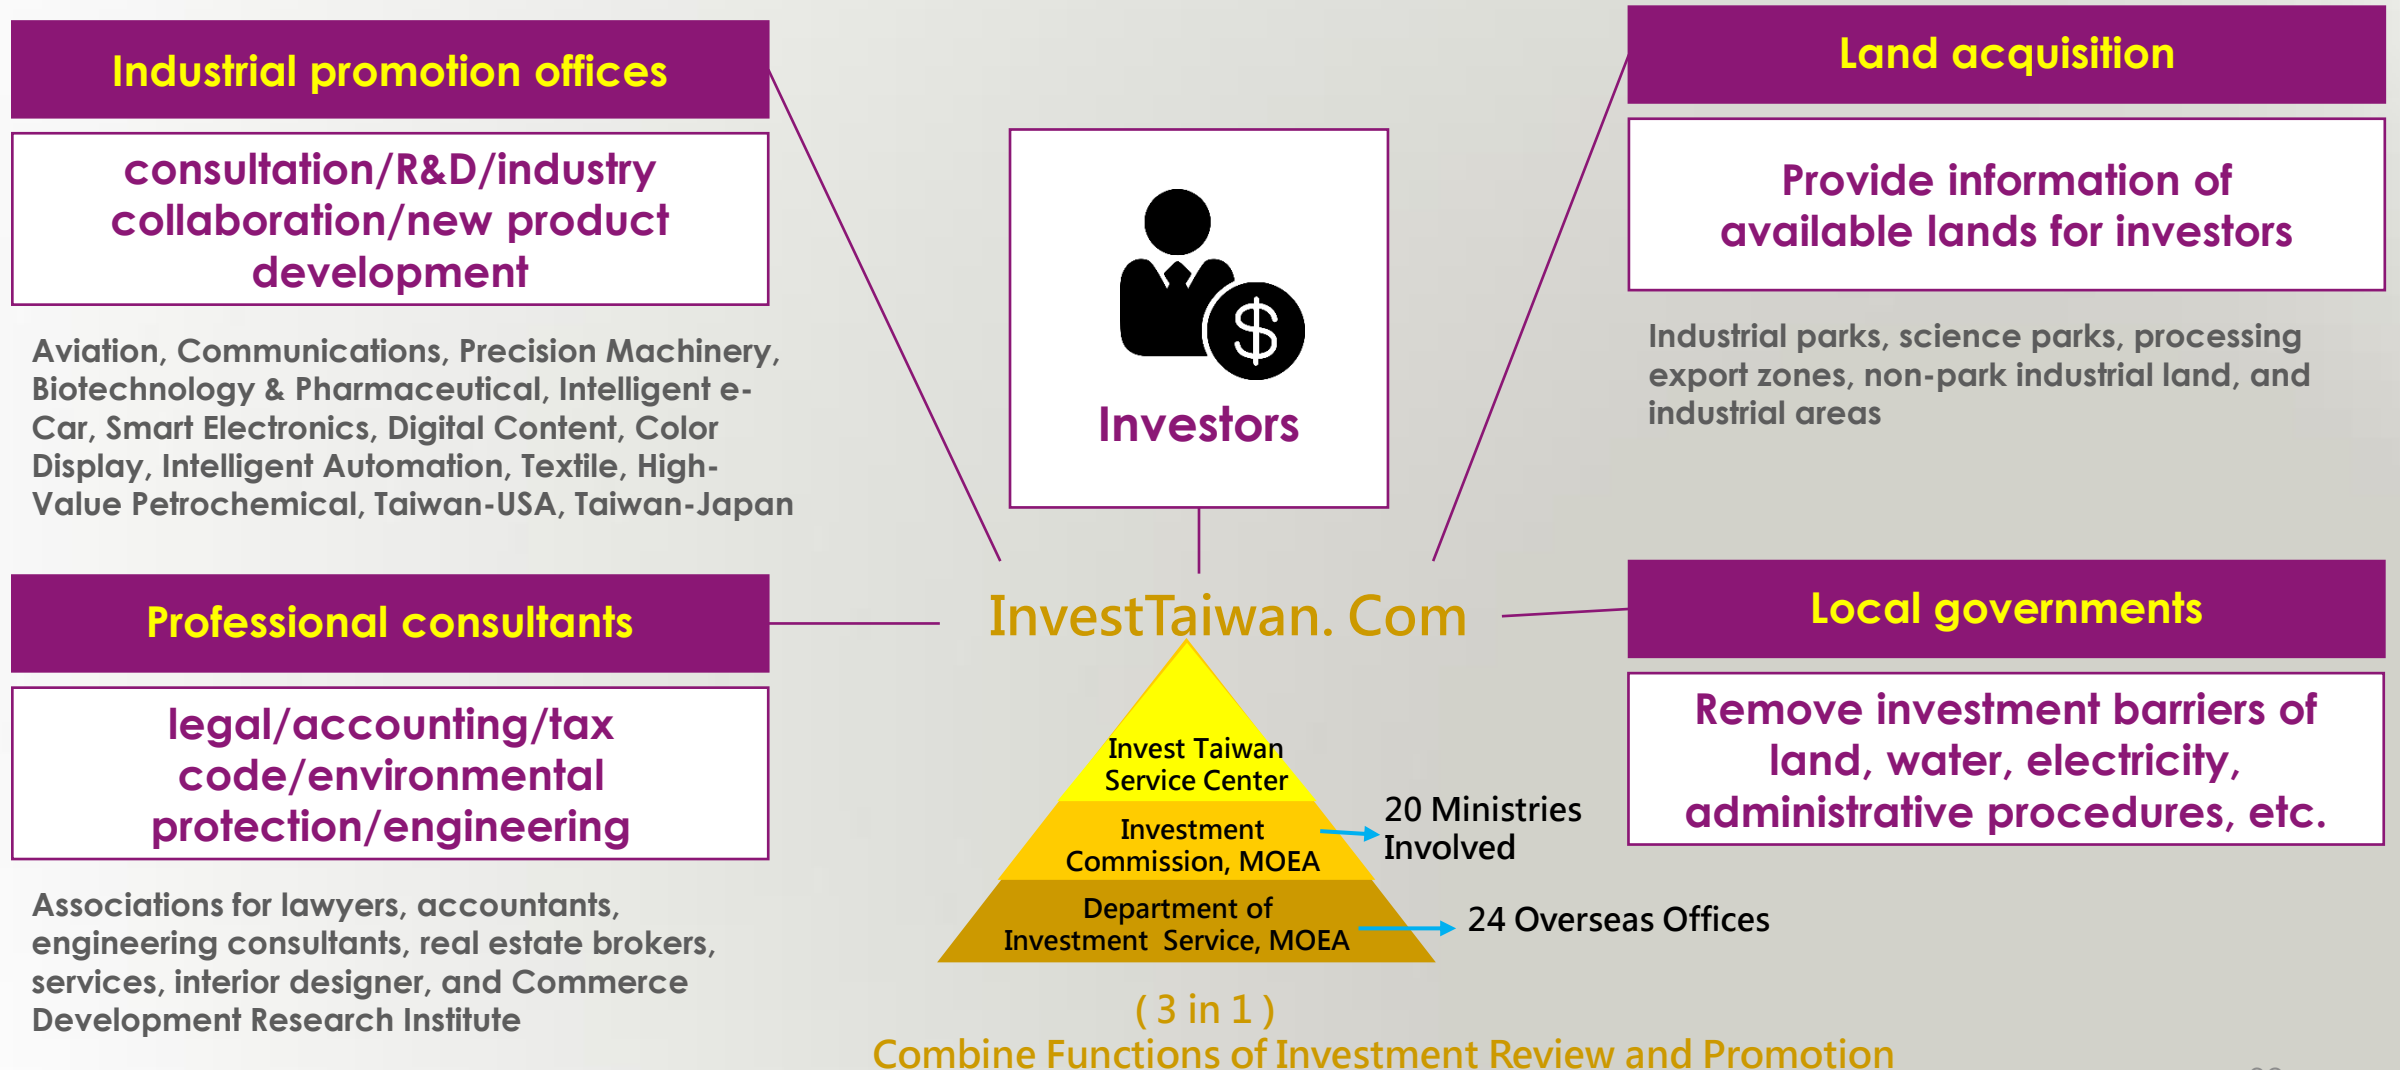 Industrial promotion offices
consultation/R&D/industry
collaboration/new product
development
Aviation, Communications, Precision Machinery,
Biotechnology & Pharmaceutical, Intelligent e-
Car, Smart Electronics, Digital Content, Color
Display, Intelligent Automation, Textile, High-
Value Petrochemical, Taiwan-USA, Taiwan-Japan
Professional consultants
legal/accounting/tax
code/environmental
protection/engineering
Associations for lawyers, accountants,
engineering consultants, real estate brokers,
services, interior designer, and Commerce
Development Research Institute
$
Investors
InvestTaiwan. Com
Invest Taiwan
Service Center
Investment
Commission, MOEA
Department of
Investment Service, MOEA
20 Ministries
Involved
24 Overseas Offices
( 3 in 1 )
Combine Functions of Investment Review and Promotion
Land acquisition
Provide information of
available lands for investors
Industrial parks, science parks, processing
export zones, non-park industrial land, and
industrial areas
Local governments
Remove investment barriers of
land, water, electricity,
administrative procedures, etc.